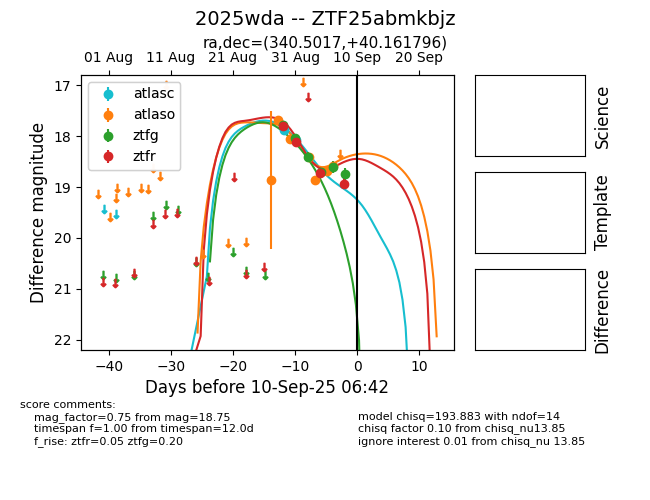 2025wda -- ZTF25abmkbjz
ra,dec=(340.5017,+40.161796)
01 Aug 11 Aug 21 Aug 31 Aug 10 Sep 20 Sep
atlasc
atlaso
ztfg
ztfr
17
18
19
20
21
22
Difference magnitude
−40 −30 −20 −10 0 10
Days before 10-Sep-25 06:42
Science
Template
Difference
score comments:
mag_factor=0.75 from mag=18.75
timespan f=1.00 from timespan=12.0d
f_rise: ztfr=0.05 ztfg=0.20
model chisq=193.883 with ndof=14
chisq factor 0.10 from chisq_nu13.85
ignore interest 0.01 from chisq_nu 13.85